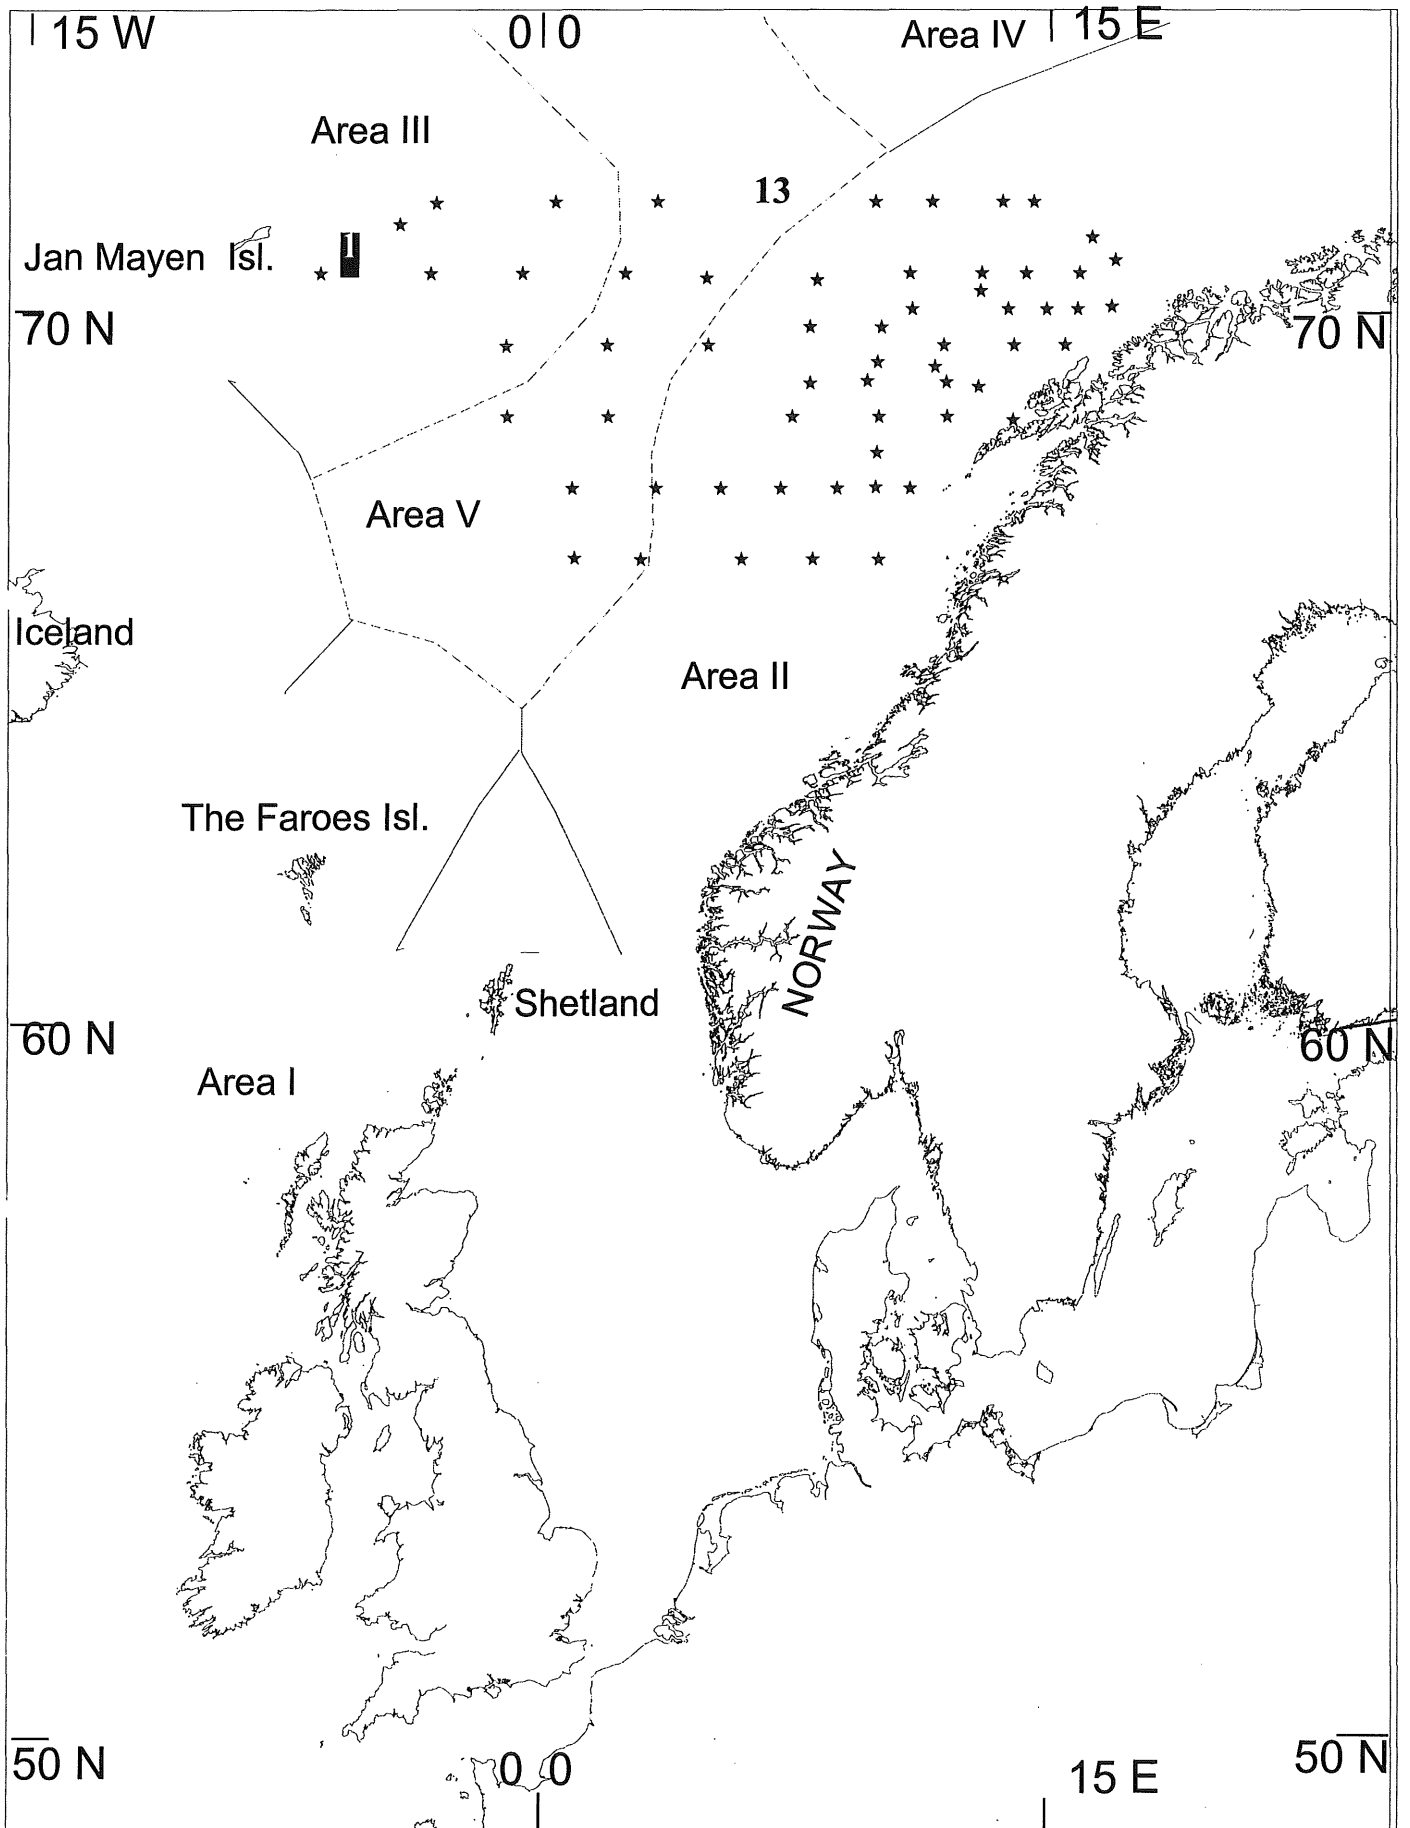 15 W
0 0
Area IV
15 E
Area III
13
Jan Mayen Isl.
1
70 N
70 N
Area V
Iceland
Area II
The Faroes Isl.
NORWAY
Shetland
60 N
60 N
Area I
50 N
0 0
15 E
50 N